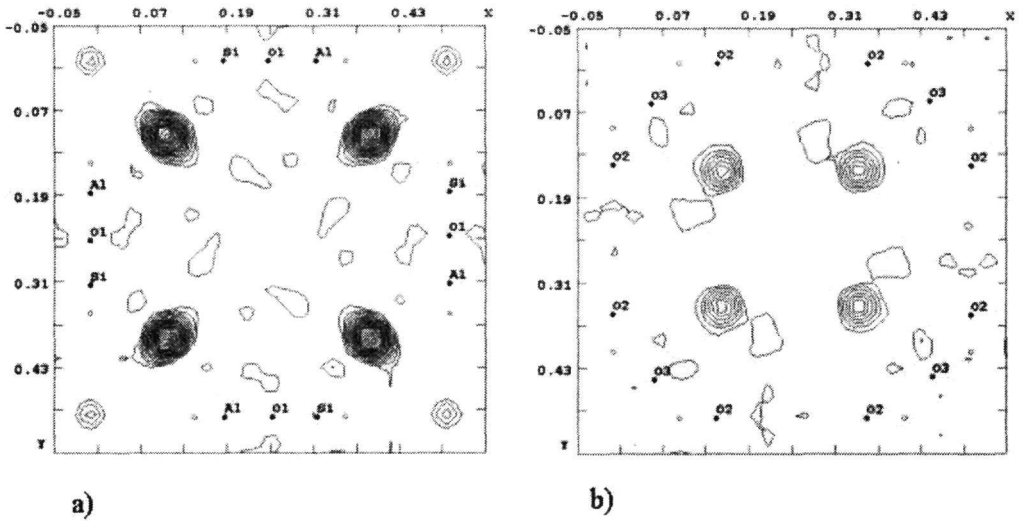 -0.05 0.07 0.19 0.31 0.43 X
-0.05
Si O1 Al
0.07
Al Si
0.19
O1 O1
Si Al
0.31
0.43
Al O1 Si
Y
a)
-0.05 0.07 0.19 0.31 0.43 X
-0.05
O2 O2
O3 O3
0.07
O2 O2
0.19
0.31
O2 O2
0.43
O3 O3
O2 O2
Y
b)